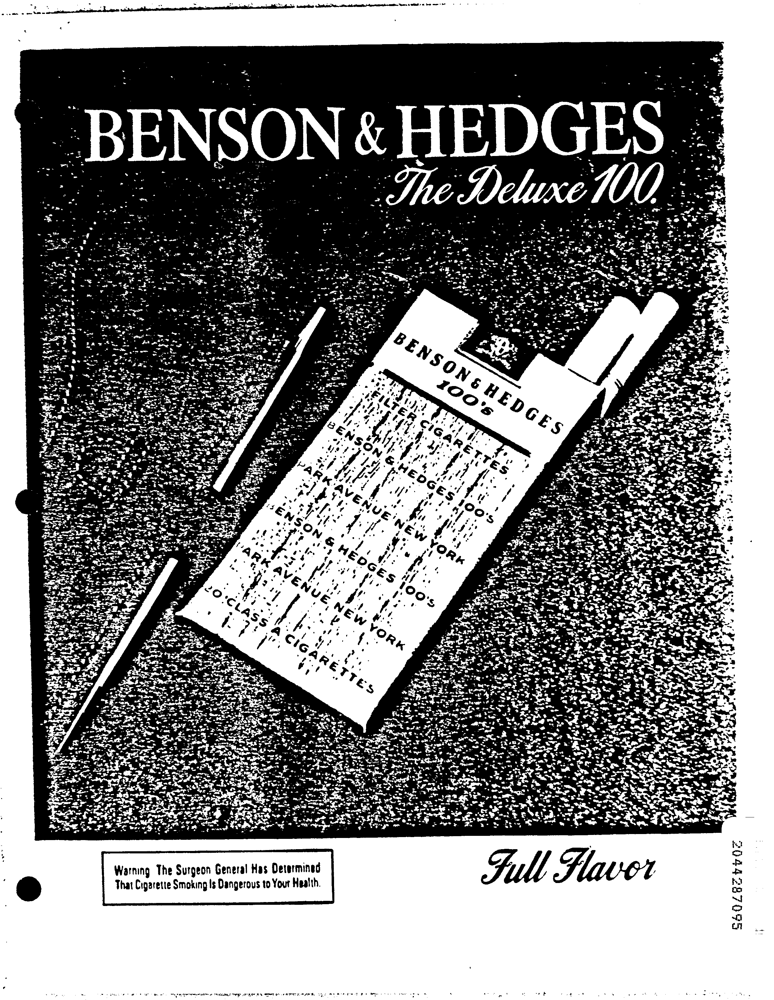 BENSON & HEDGES
The Deluxe 100.
BENSON & HEDGES
100's
FILTER CIGARETTES
BENSON & HEDGES 100'S
PARK AVENUE NEW YORK
BENSON & HEDGES 100'S
PARK AVENUE NEW YORK
20 CLASS A CIGARETTES
Warning The Surgeon General Has Determined
That Cigarette Smoking Is Dangerous to Your Health.
Full Flavor
2044287095